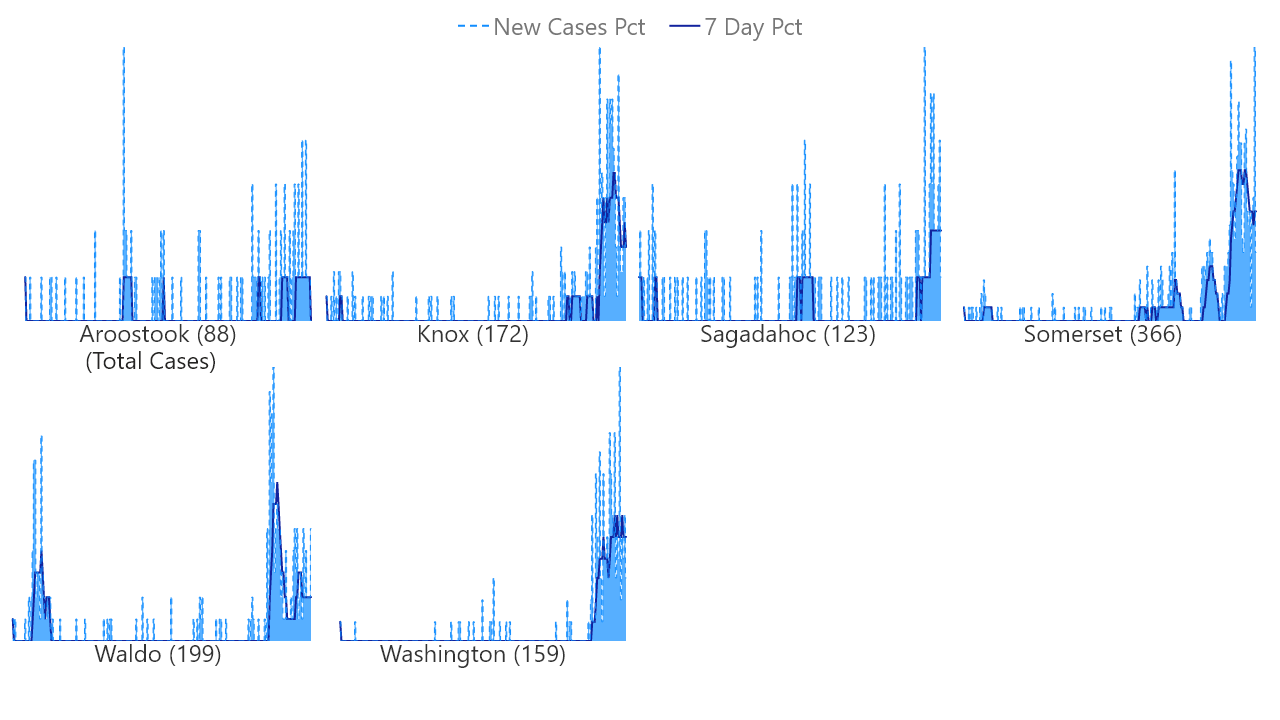 New Cases Pct 7 Day Pct
Aroostook (88) Knox (172) Sagadahoc (123) Somerset (366)
(Total Cases)
Waldo (199) Washington (159)